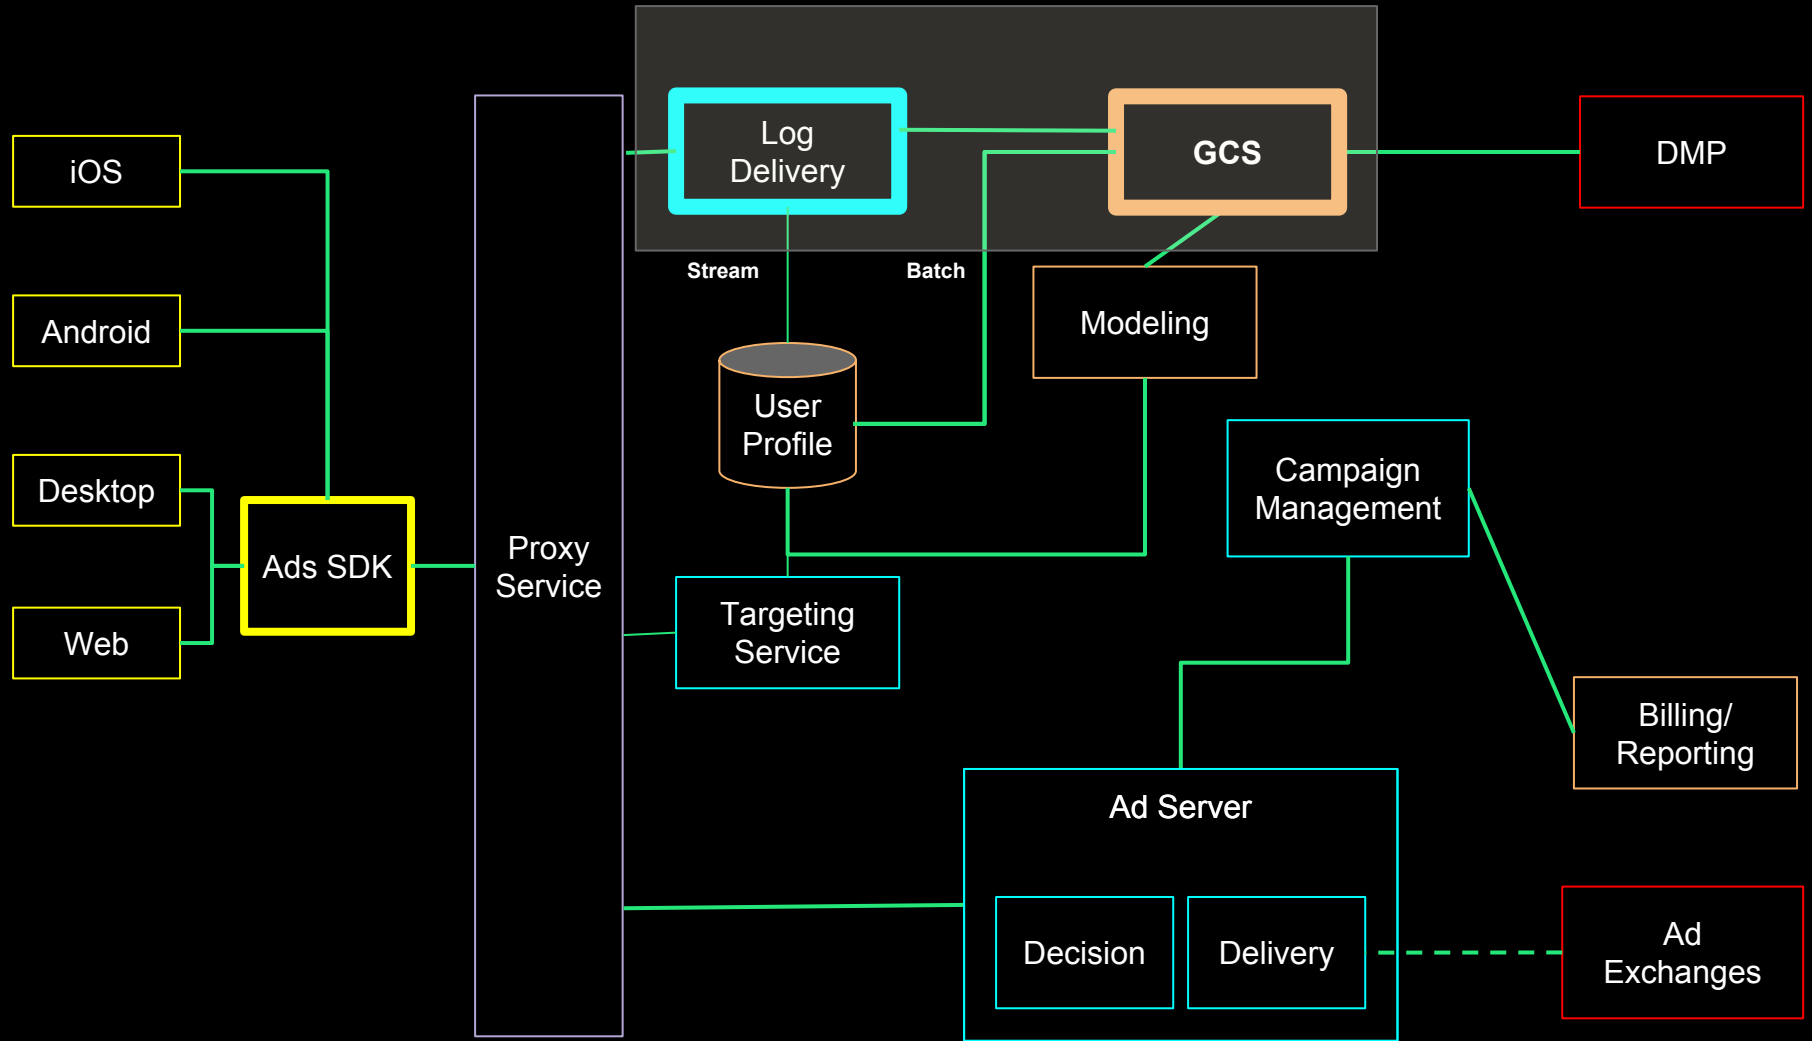 iOS
Android
Desktop
Web
Ads SDK
Proxy
Service
Log
Delivery
GCS
DMP
Stream
Batch
Modeling
User
Profile
Campaign
Management
Targeting
Service
Billing/
Reporting
Ad Server
Decision
Delivery
Ad
Exchanges